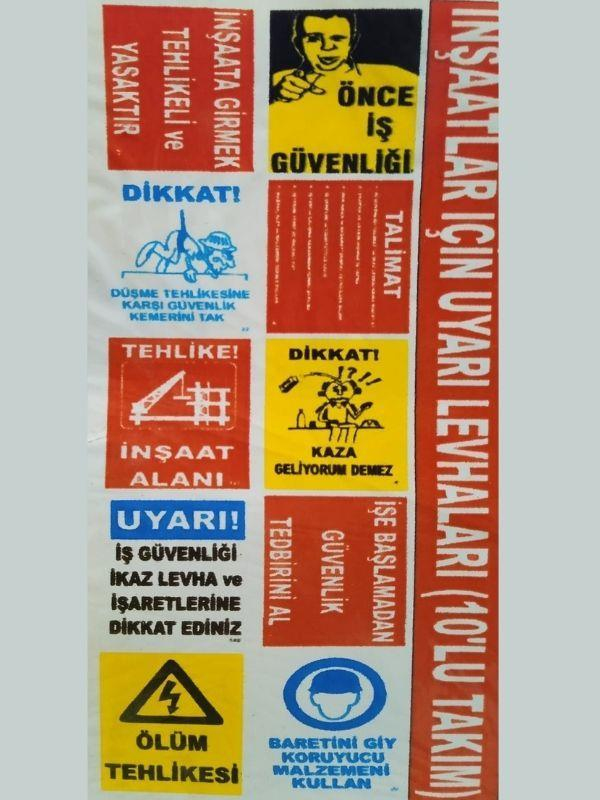 İNŞAATLAR İÇİN UYARI LEVHALARI (10'LU TAKIM)
İNŞAATA GİRMEK
TEHLİKELİ ve
YASAKTIR
ÖNCE
İŞ
GÜVENLİĞİ
DİKKAT!
DÜŞME TEHLİKESİNE
KARŞI GÜVENLİK
KEMERİNİ TAK
TALİMAT
TEHLİKE!
İNŞAAT
ALANI
DİKKAT!
!?!!
KAZA
GELİYORUM DEMEZ
UYARI!
İŞ GÜVENLİĞİ
İKAZ LEVHA ve
İŞARETLERİNE
DİKKAT EDİNİZ
İŞE BAŞLAMADAN
GÜVENLİK
TEDBİRİNİ AL
ÖLÜM
TEHLİKESİ
BARETİNİ GİY
KORUYUCU
MALZEMENİ
KULLAN